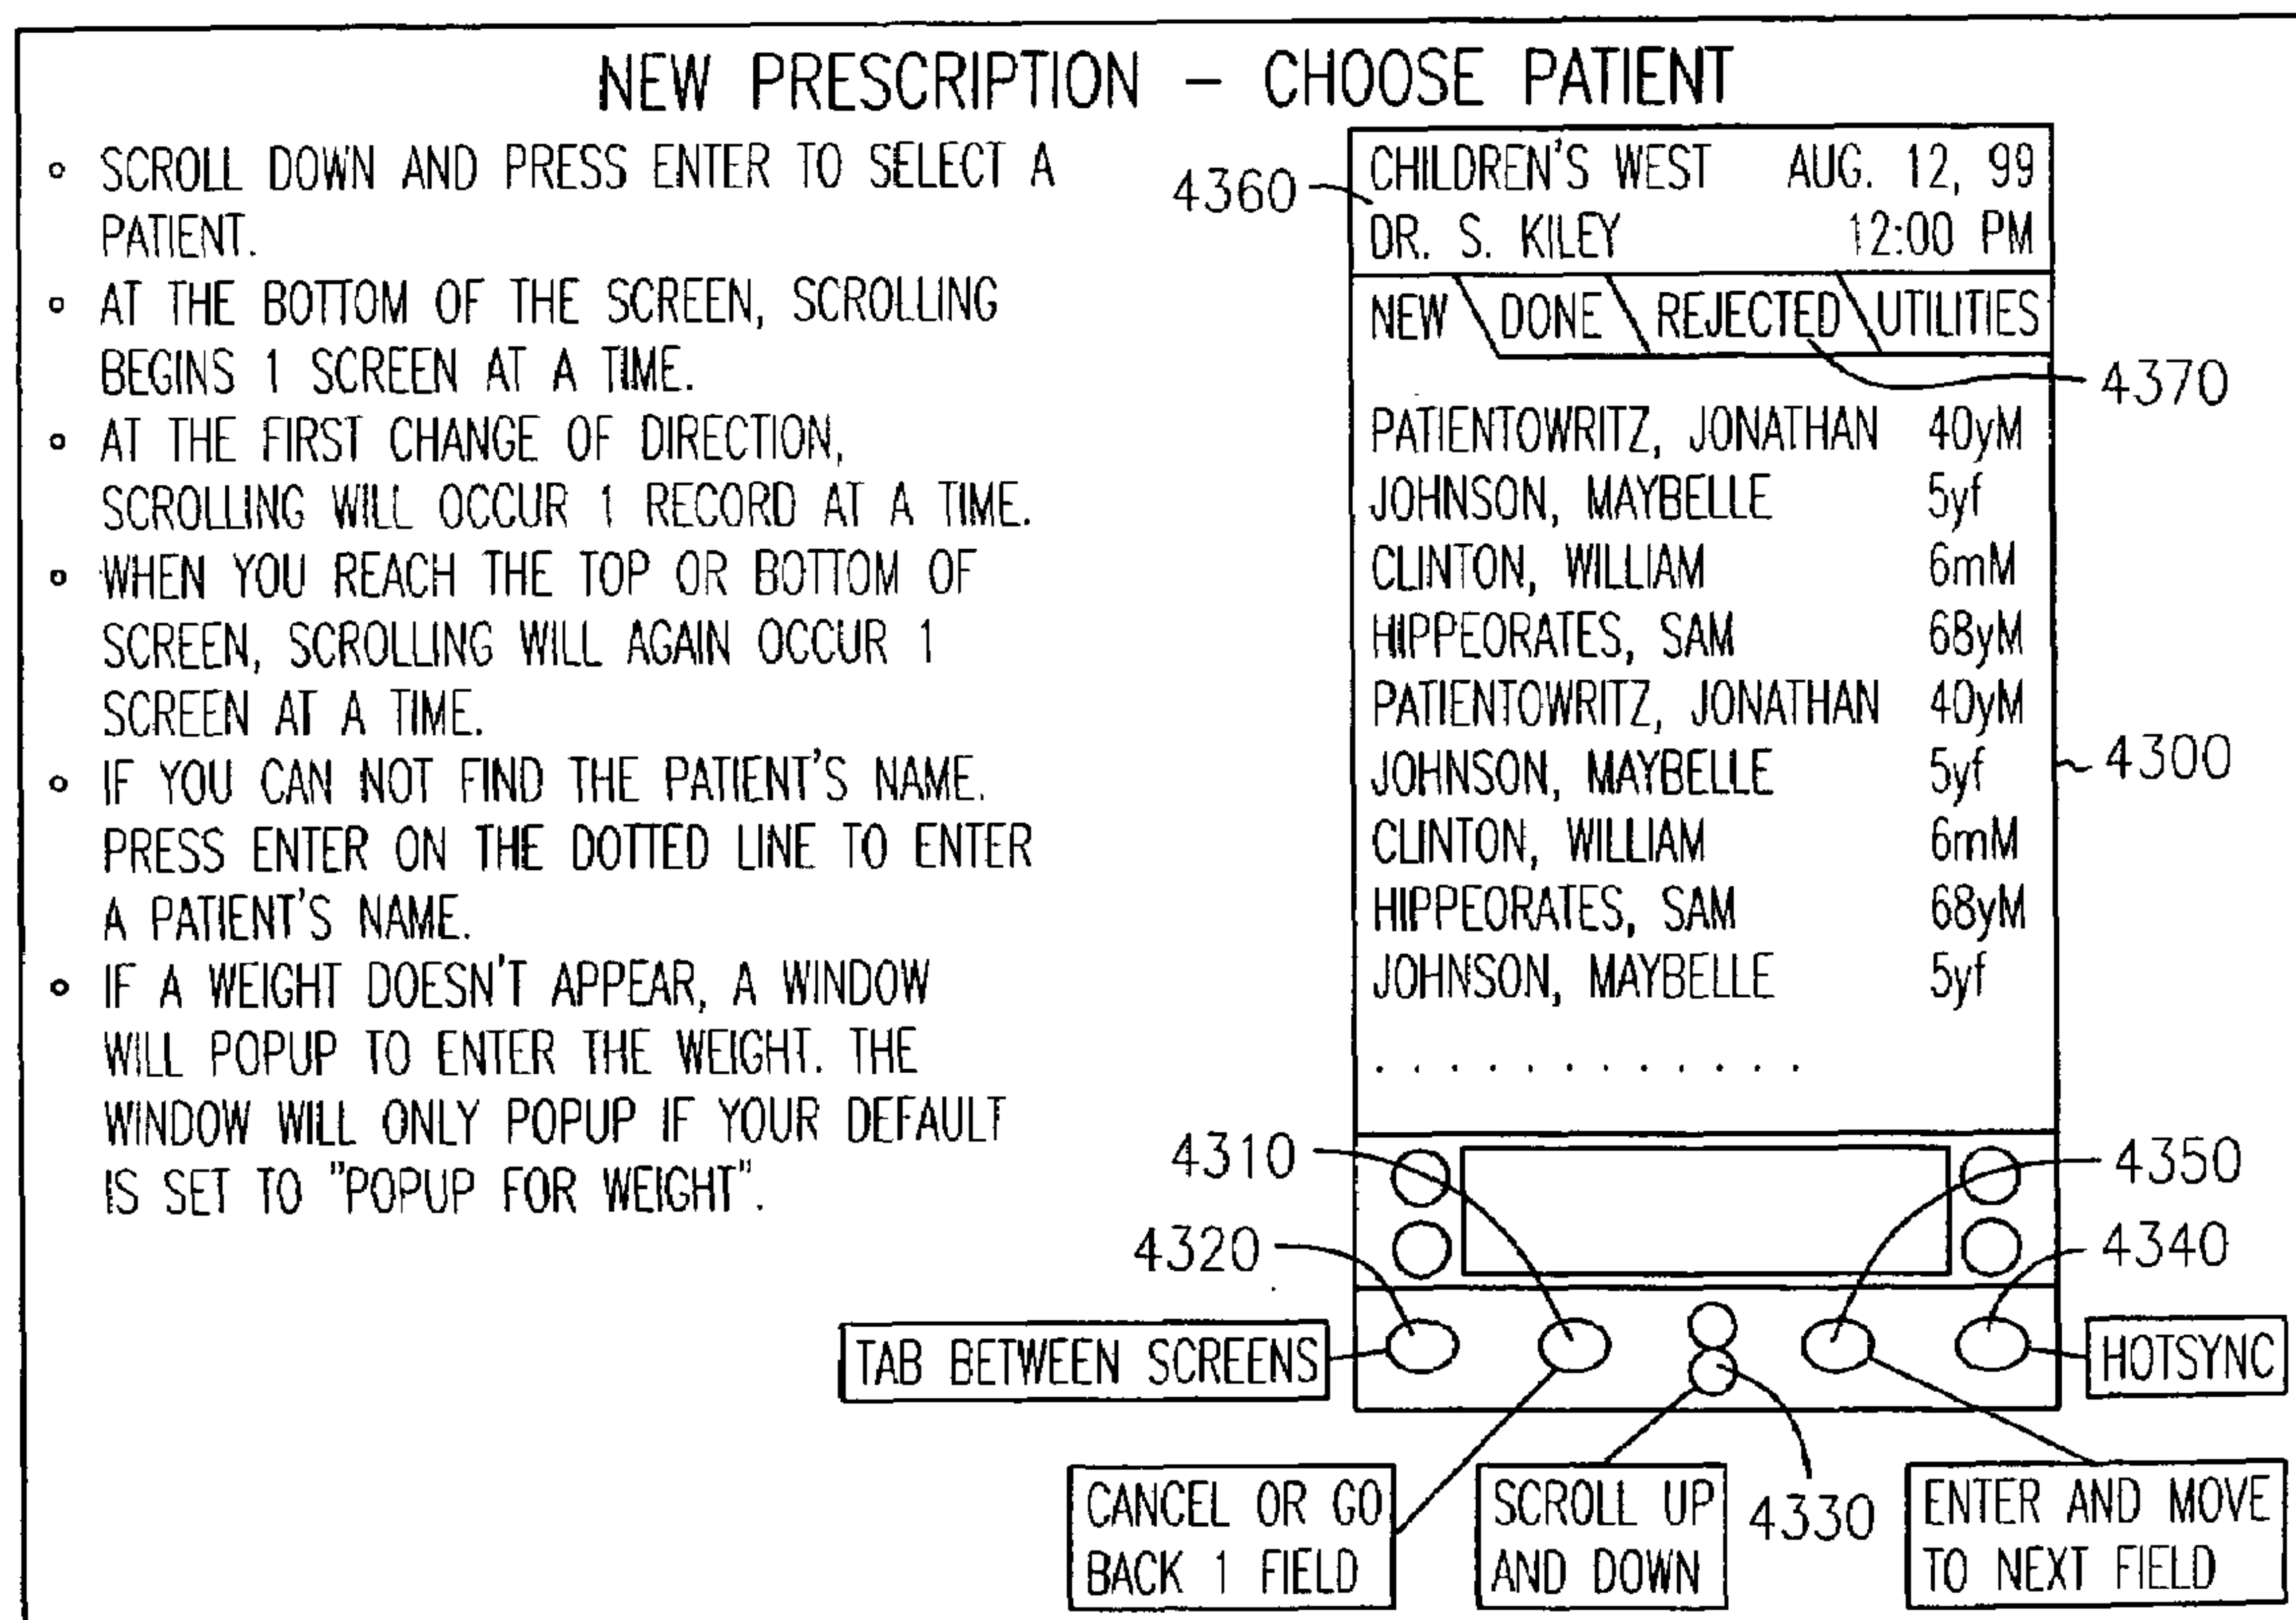 NEW PRESCRIPTION – CHOOSE PATIENT
∘ SCROLL DOWN AND PRESS ENTER TO SELECT A
PATIENT.
∘ AT THE BOTTOM OF THE SCREEN, SCROLLING
BEGINS 1 SCREEN AT A TIME.
∘ AT THE FIRST CHANGE OF DIRECTION,
SCROLLING WILL OCCUR 1 RECORD AT A TIME.
∘ WHEN YOU REACH THE TOP OR BOTTOM OF
SCREEN, SCROLLING WILL AGAIN OCCUR 1
SCREEN AT A TIME.
∘ IF YOU CAN NOT FIND THE PATIENT'S NAME.
PRESS ENTER ON THE DOTTED LINE TO ENTER
A PATIENT'S NAME.
∘ IF A WEIGHT DOESN'T APPEAR, A WINDOW
WILL POPUP TO ENTER THE WEIGHT. THE
WINDOW WILL ONLY POPUP IF YOUR DEFAULT
IS SET TO "POPUP FOR WEIGHT".
4360
CHILDREN'S WEST AUG. 12, 99
DR. S. KILEY 12:00 PM
NEW DONE REJECTED UTILITIES
4370
PATIENTOWRITZ, JONATHAN 40yM
JOHNSON, MAYBELLE 5yf
CLINTON, WILLIAM 6mM
HIPPEORATES, SAM 68yM
PATIENTOWRITZ, JONATHAN 40yM
JOHNSON, MAYBELLE 5yf
4300
CLINTON, WILLIAM 6mM
HIPPEORATES, SAM 68yM
JOHNSON, MAYBELLE 5yf
. . . . . . . . . . .
4310
4350
4320
4340
TAB BETWEEN SCREENS
HOTSYNC
CANCEL OR GO
BACK 1 FIELD
SCROLL UP
AND DOWN
4330
ENTER AND MOVE
TO NEXT FIELD